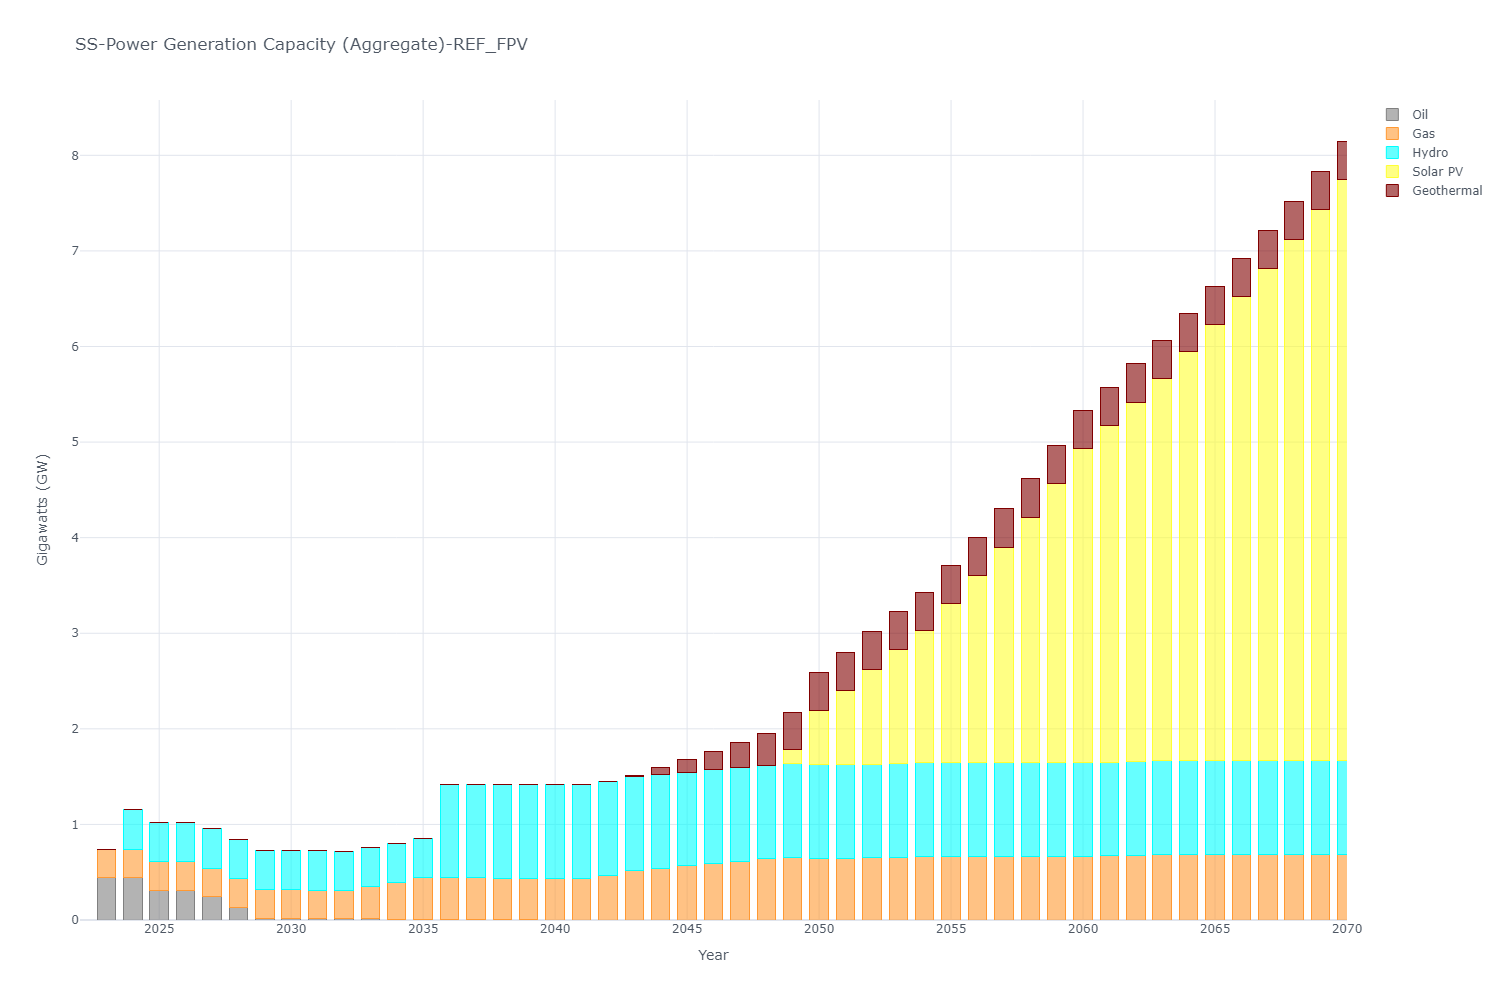 SS-Power Generation Capacity (Aggregate)-REF_FPV
Oil
Gas
Hydro
Solar PV
Geothermal
8
7
6
5
4
3
2
1
0
Gigawatts (GW)
2025 2030 2035 2040 2045 2050 2055 2060 2065 2070
Year